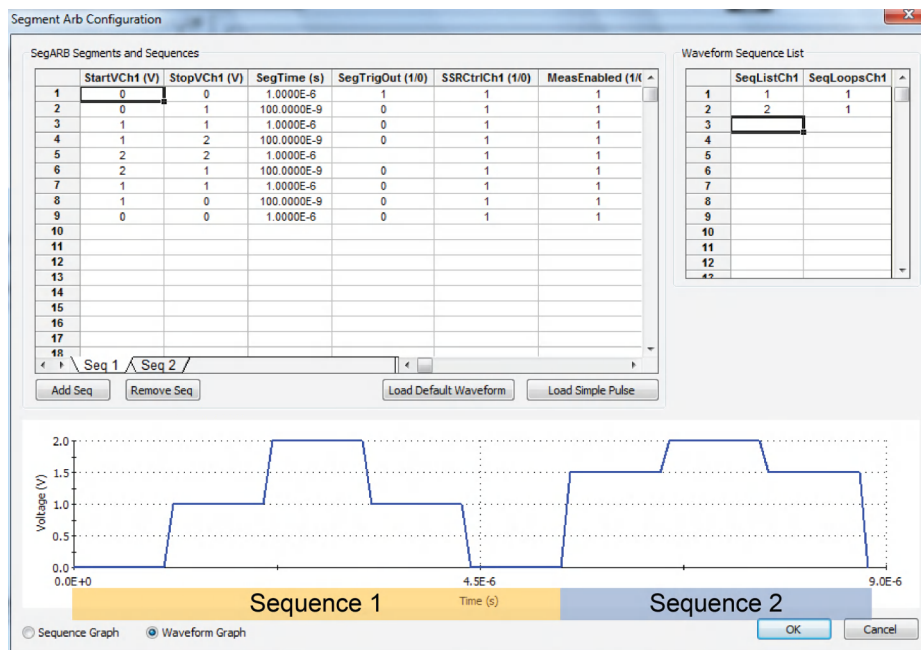 Segment Arb Configuration
SegARB Segments and Sequences
StartVCh1 (V) StopVCh1 (V) SegTime (s) SegTrigOut (1/0) SSRCtrlCh1 (1/0) MeasEnabled (1/(
1 0 0 1.0000E-6 1 1 1
2 0 1 100.0000E-9 0 1 1
3 1 1 1.0000E-6 0 1 1
4 1 2 100.0000E-9 0 1 1
5 2 2 1.0000E-6 1 1
6 2 1 100.0000E-9 0 1 1
7 1 1 1.0000E-6 0 1 1
8 1 0 100.0000E-9 0 1 1
9 0 0 1.0000E-6 0 1 1
10
11
12
13
14
15
16
17
18
Seq 1 Seq 2
Add Seq Remove Seq Load Default Waveform Load Simple Pulse
Waveform Sequence List
SeqListCh1 SeqLoopsCh1
1 1 1
2 2 1
3
4
5
6
7
8
9
10
11
12
Voltage (V)
2.0
1.5
1.0
0.5
0.0
0.0E+0 4.5E-6 9.0E-6
Time (s)
Sequence 1 Sequence 2
Sequence Graph Waveform Graph OK Cancel